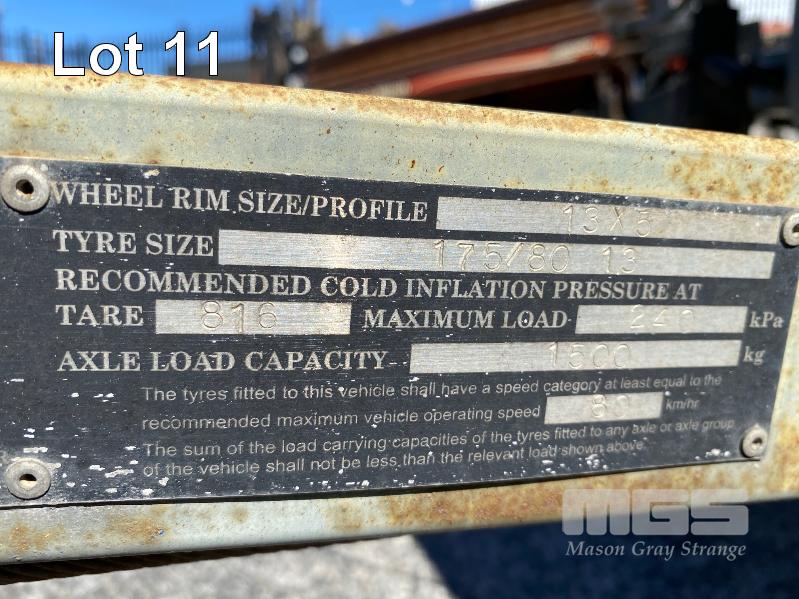 Lot 11
WHEEL RIM SIZE/PROFILE 13X5
TYRE SIZE 175/80 13
RECOMMENDED COLD INFLATION PRESSURE AT
TARE 816 MAXIMUM LOAD 240 kPa
AXLE LOAD CAPACITY 1500 kg
The tyres fitted to this vehicle shall have a speed category at least equal to the
recommended maximum vehicle operating speed 80 km/hr
The sum of the load carrying capacities of the tyres fitted to any axle or axle group
of the vehicle shall not be less than the relevant load shown above.
MGS
Mason Gray Strange